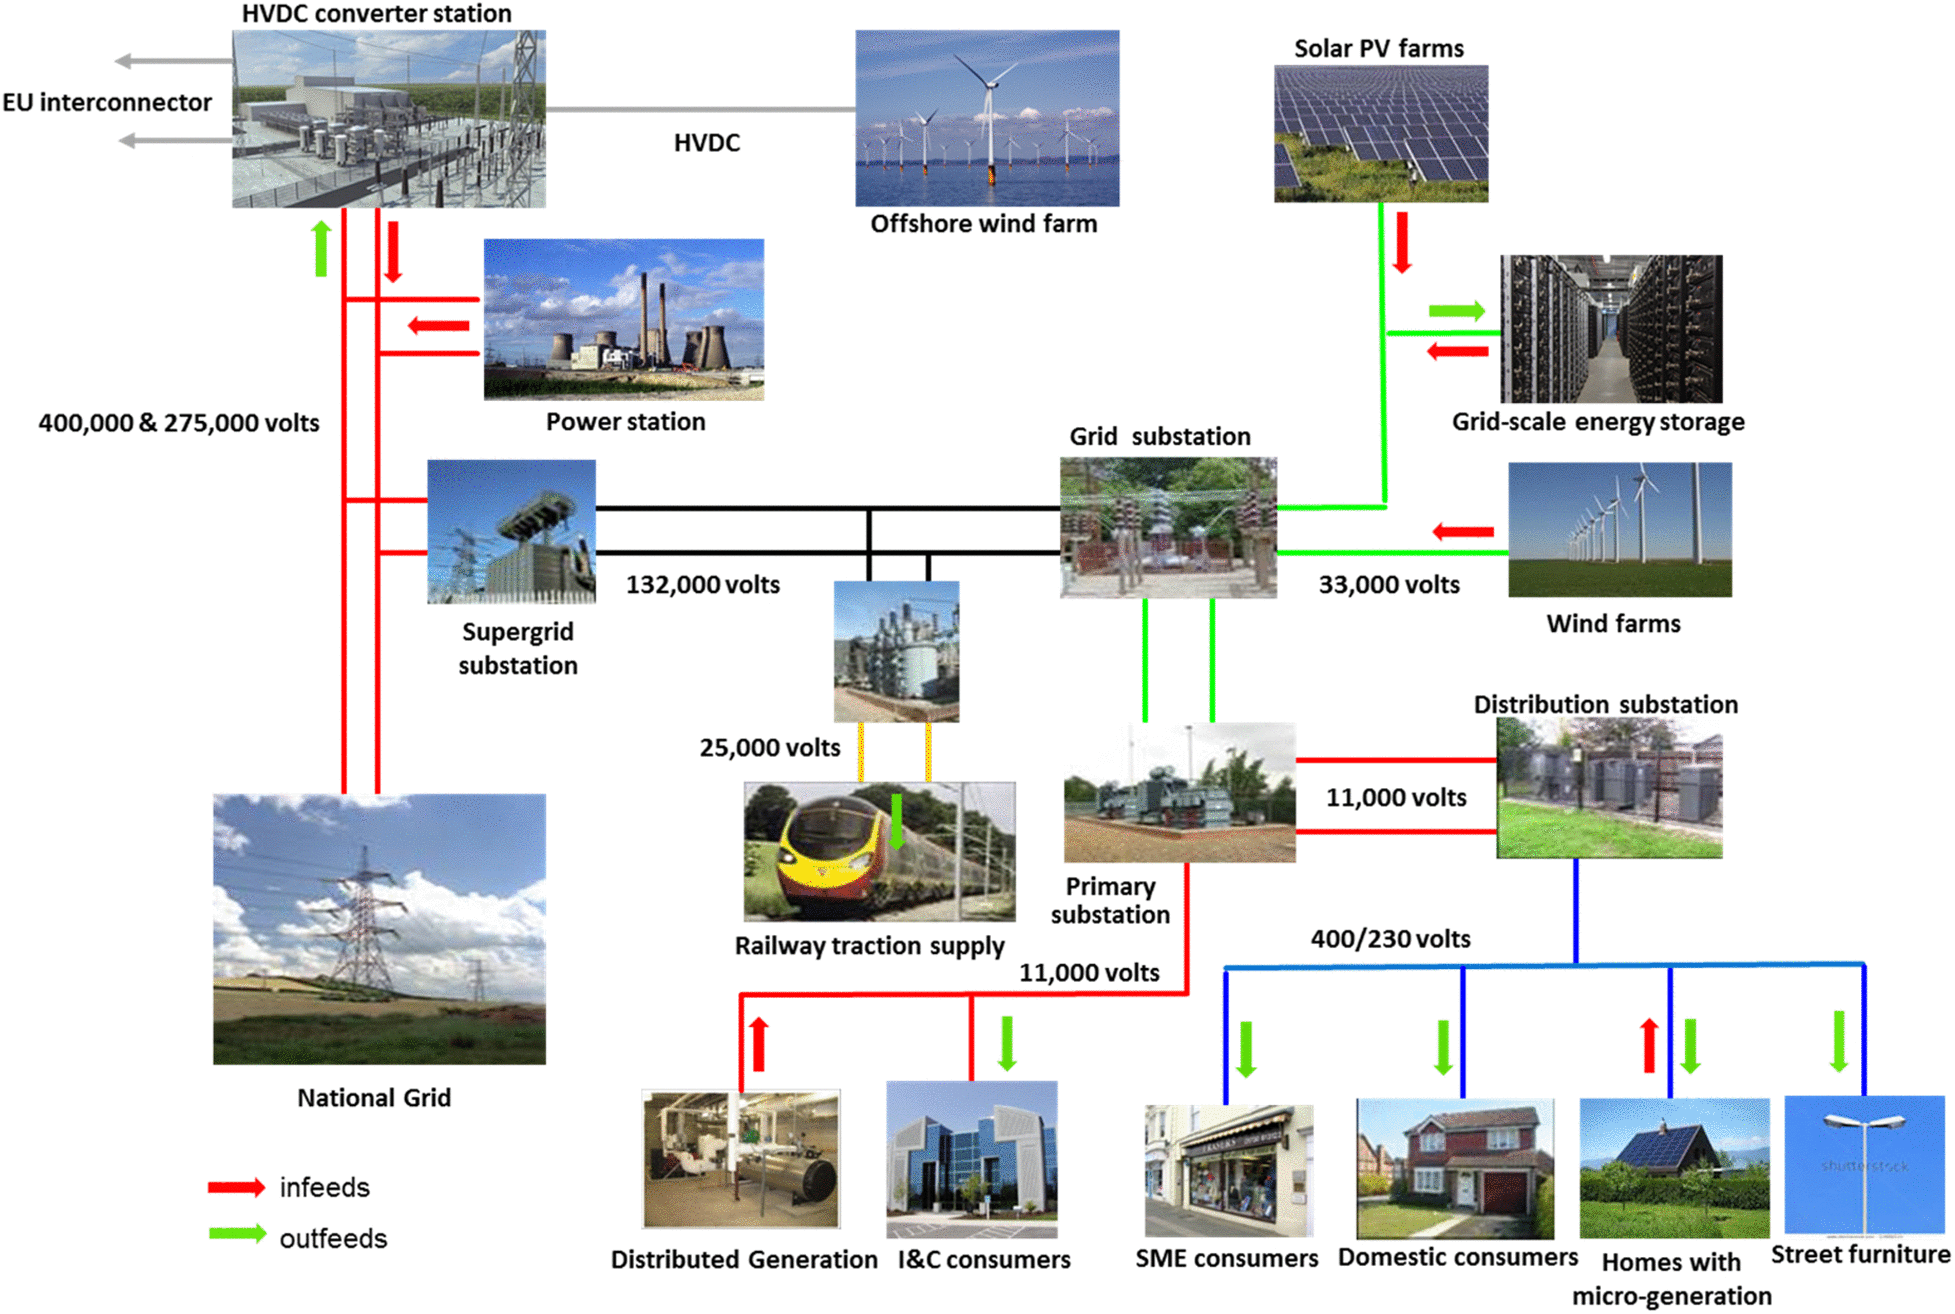 HVDC converter station
EU interconnector
HVDC
Offshore wind farm
Solar PV farms
Power station
Grid-scale energy storage
400,000 & 275,000 volts
Grid substation
132,000 volts
33,000 volts
Supergrid
substation
Wind farms
Distribution substation
25,000 volts
11,000 volts
Primary
substation
Railway traction supply
400/230 volts
11,000 volts
National Grid
infeeds
outfeeds
shutterstock
Distributed Generation
I&C consumers
SME consumers
Domestic consumers
Homes with
micro-generation
Street furniture